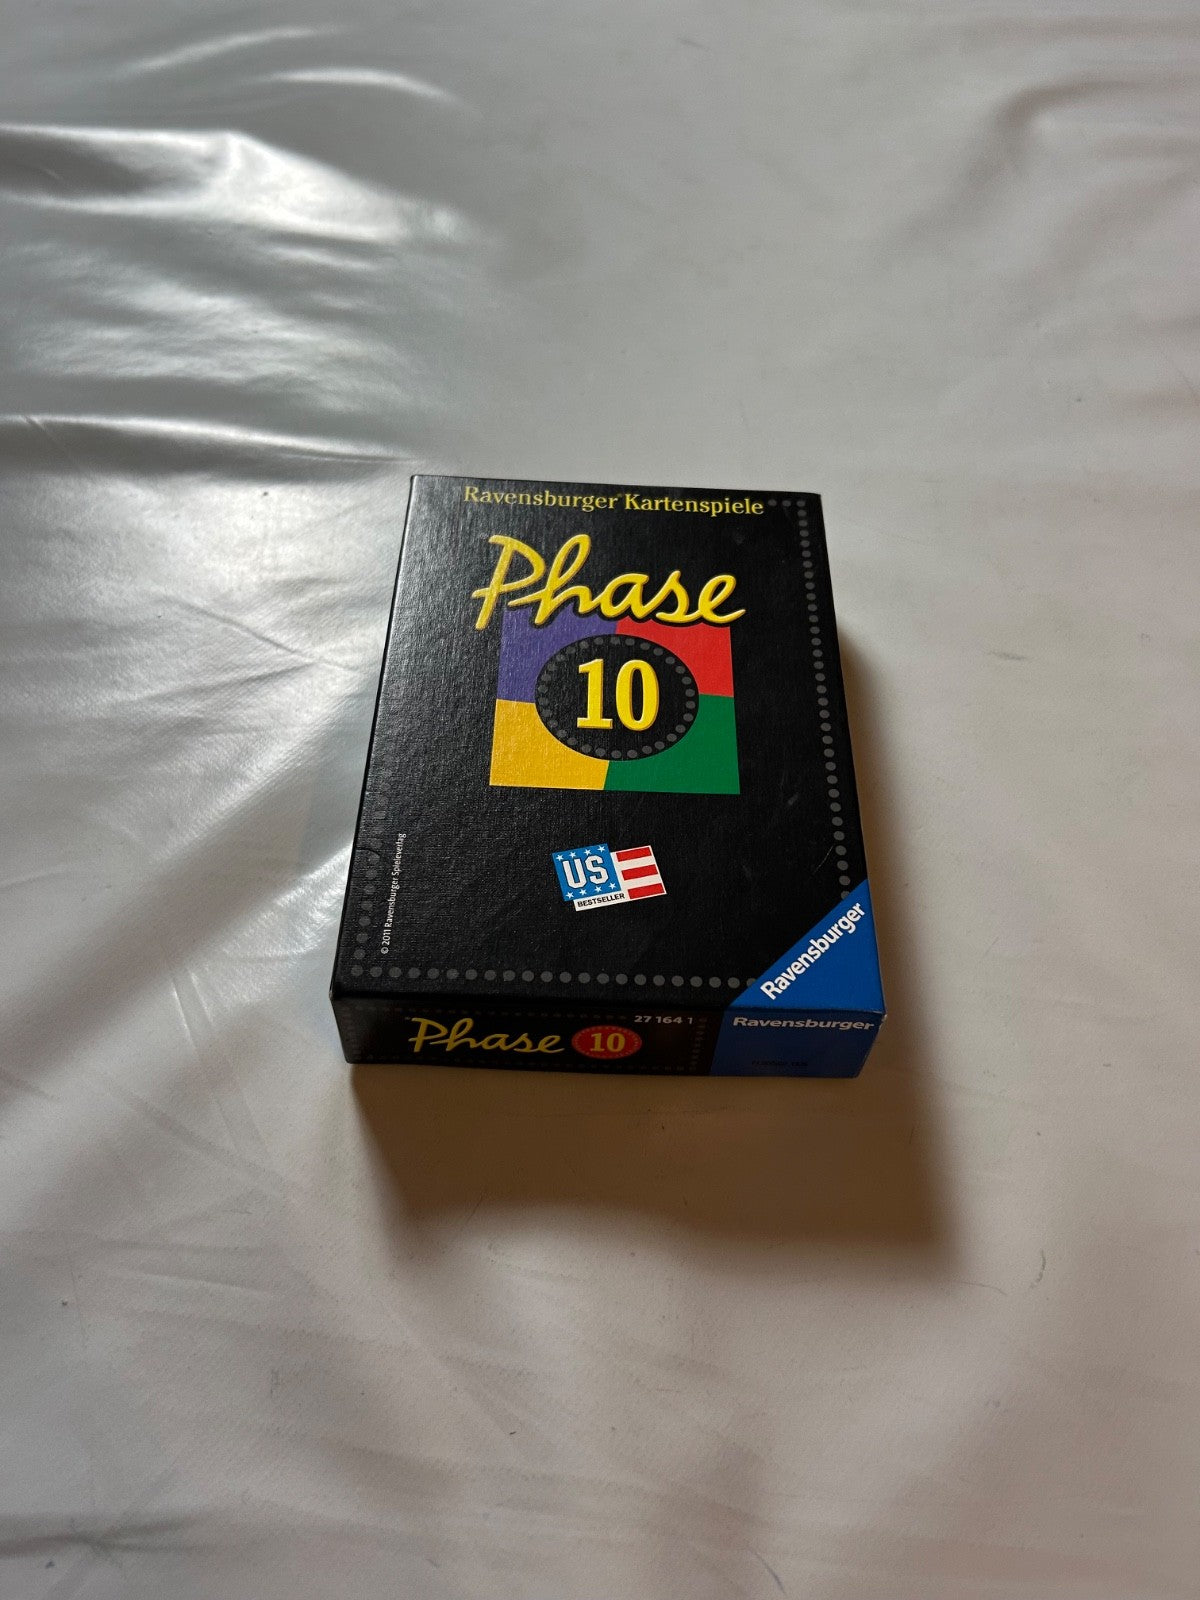 Ravensburger® Kartenspiele
Phase
10
US
BESTSELLER
© 2011 Ravensburger Spieleverlag
Ravensburger
Phase 10
27 164 1
Ravensburger